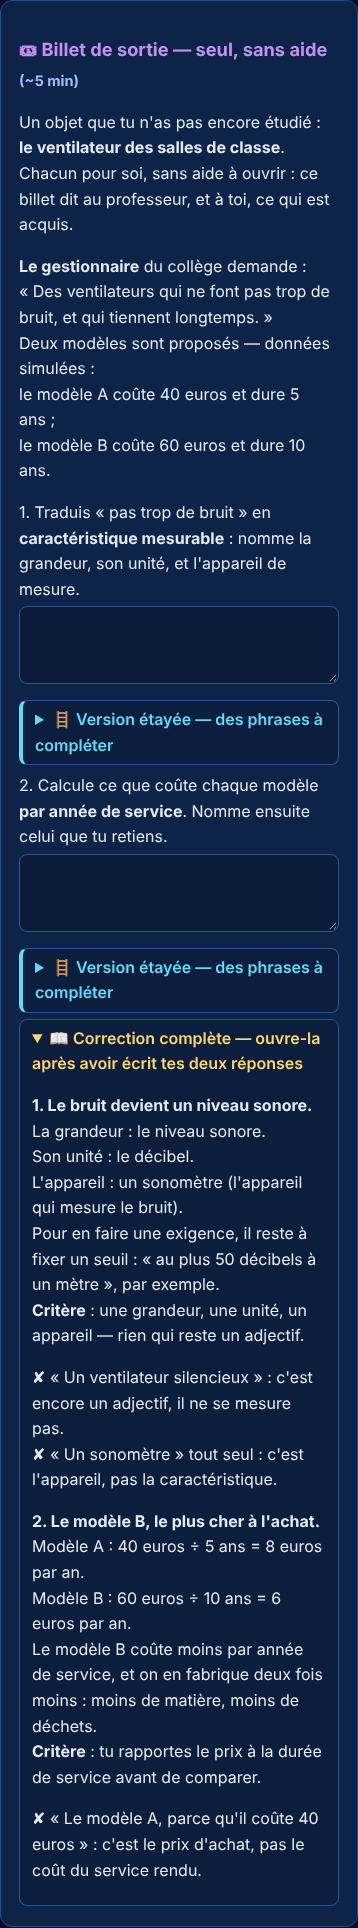 🎟 Billet de sortie — seul, sans aide
(~5 min)
Un objet que tu n'as pas encore étudié :
le ventilateur des salles de classe.
Chacun pour soi, sans aide à ouvrir : ce
billet dit au professeur, et à toi, ce qui est
acquis.
Le gestionnaire du collège demande :
« Des ventilateurs qui ne font pas trop de
bruit, et qui tiennent longtemps. »
Deux modèles sont proposés — données
simulées :
le modèle A coûte 40 euros et dure 5
ans ;
le modèle B coûte 60 euros et dure 10
ans.
1. Traduis « pas trop de bruit » en
caractéristique mesurable : nomme la
grandeur, son unité, et l'appareil de
mesure.
▶ 🪜 Version étayée — des phrases à
compléter
2. Calcule ce que coûte chaque modèle
par année de service. Nomme ensuite
celui que tu retiens.
▶ 🪜 Version étayée — des phrases à
compléter
▼ 📖 Correction complète — ouvre-la
après avoir écrit tes deux réponses
1. Le bruit devient un niveau sonore.
La grandeur : le niveau sonore.
Son unité : le décibel.
L'appareil : un sonomètre (l'appareil
qui mesure le bruit).
Pour en faire une exigence, il reste à
fixer un seuil : « au plus 50 décibels à
un mètre », par exemple.
Critère : une grandeur, une unité, un
appareil — rien qui reste un adjectif.
✘ « Un ventilateur silencieux » : c'est
encore un adjectif, il ne se mesure
pas.
✘ « Un sonomètre » tout seul : c'est
l'appareil, pas la caractéristique.
2. Le modèle B, le plus cher à l'achat.
Modèle A : 40 euros ÷ 5 ans = 8 euros
par an.
Modèle B : 60 euros ÷ 10 ans = 6
euros par an.
Le modèle B coûte moins par année
de service, et on en fabrique deux fois
moins : moins de matière, moins de
déchets.
Critère : tu rapportes le prix à la durée
de service avant de comparer.
✘ « Le modèle A, parce qu'il coûte 40
euros » : c'est le prix d'achat, pas le
coût du service rendu.